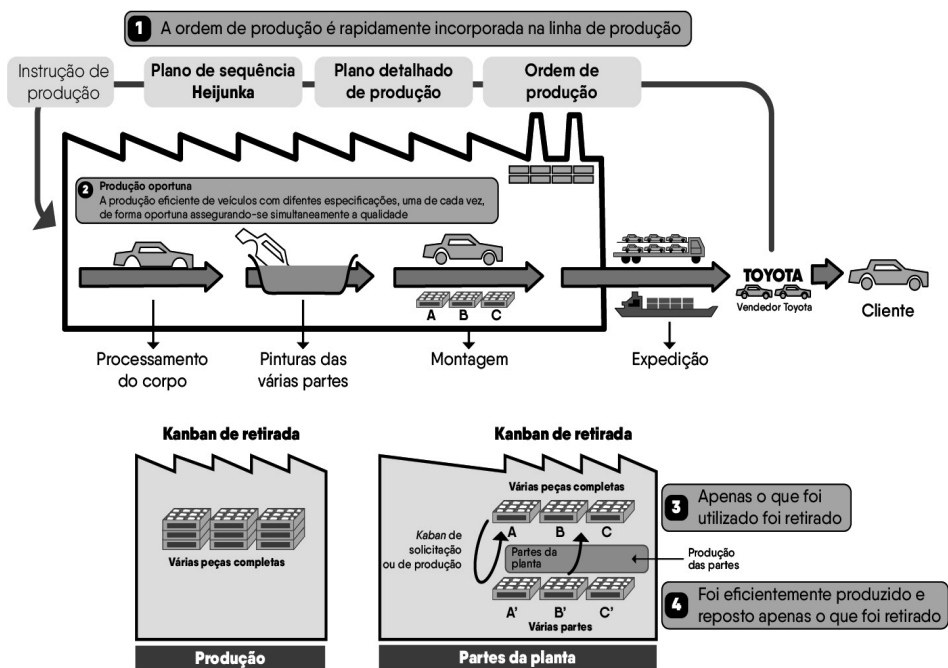 1 A ordem de produção é rapidamente incorporada na linha de produção
Instrução de
produção
Plano de sequência
Heijunka
Plano detalhado
de produção
Ordem de
produção
2 Produção oportuna
A produção eficiente de veículos com difentes especificações, uma de cada vez,
de forma oportuna assegurando-se simultaneamente a qualidade
A B C
TOYOTA
Vendedor Toyota
Cliente
Processamento
do corpo
Pinturas das
várias partes
Montagem
Expedição
Kanban de retirada
Várias peças completas
Produção
Kanban de retirada
Várias peças completas
A B C
Kaban de
solicitação
ou de produção
Partes da
planta
Produção
das partes
A' B' C'
Várias partes
Partes da planta
3 Apenas o que foi
utilizado foi retirado
4 Foi eficientemente produzido e
reposto apenas o que foi retirado